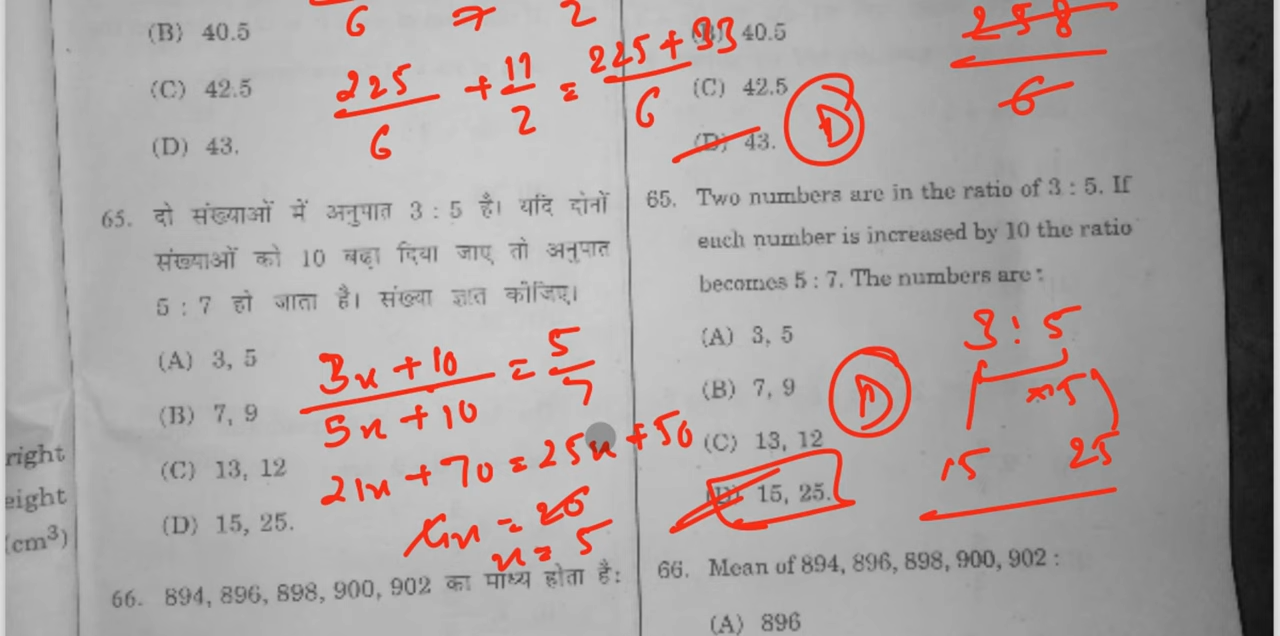 (B) 40.5
(C) 42.5
(D) 43.
65. दो संख्याओं में अनुपात 3 : 5 है। यदि दोनों
संख्याओं को 10 बढ़ा दिया जाए तो अनुपात
5 : 7 हो जाता है। संख्या ज्ञात कीजिए।
(A) 3, 5
(B) 7, 9
(C) 13, 12
(D) 15, 25.
66. 894, 896, 898, 900, 902 का माध्य होता है:
6 7 2
225/6 + 11/2 = 225 + 33/6
3x + 10/5x + 10 = 5/7
21x + 70 = 25x + 50
4x = 20
x = 5
right
eight
(cm³)
(B) 40.5
(C) 42.5
(D) 43.
D
258/6
65. Two numbers are in the ratio of 3 : 5. If
each number is increased by 10 the ratio
becomes 5 : 7. The numbers are :
(A) 3, 5
(B) 7, 9
(C) 13, 12
(D) 15, 25.
D
3 : 5
×5
15 25
66. Mean of 894, 896, 898, 900, 902 :
(A) 896